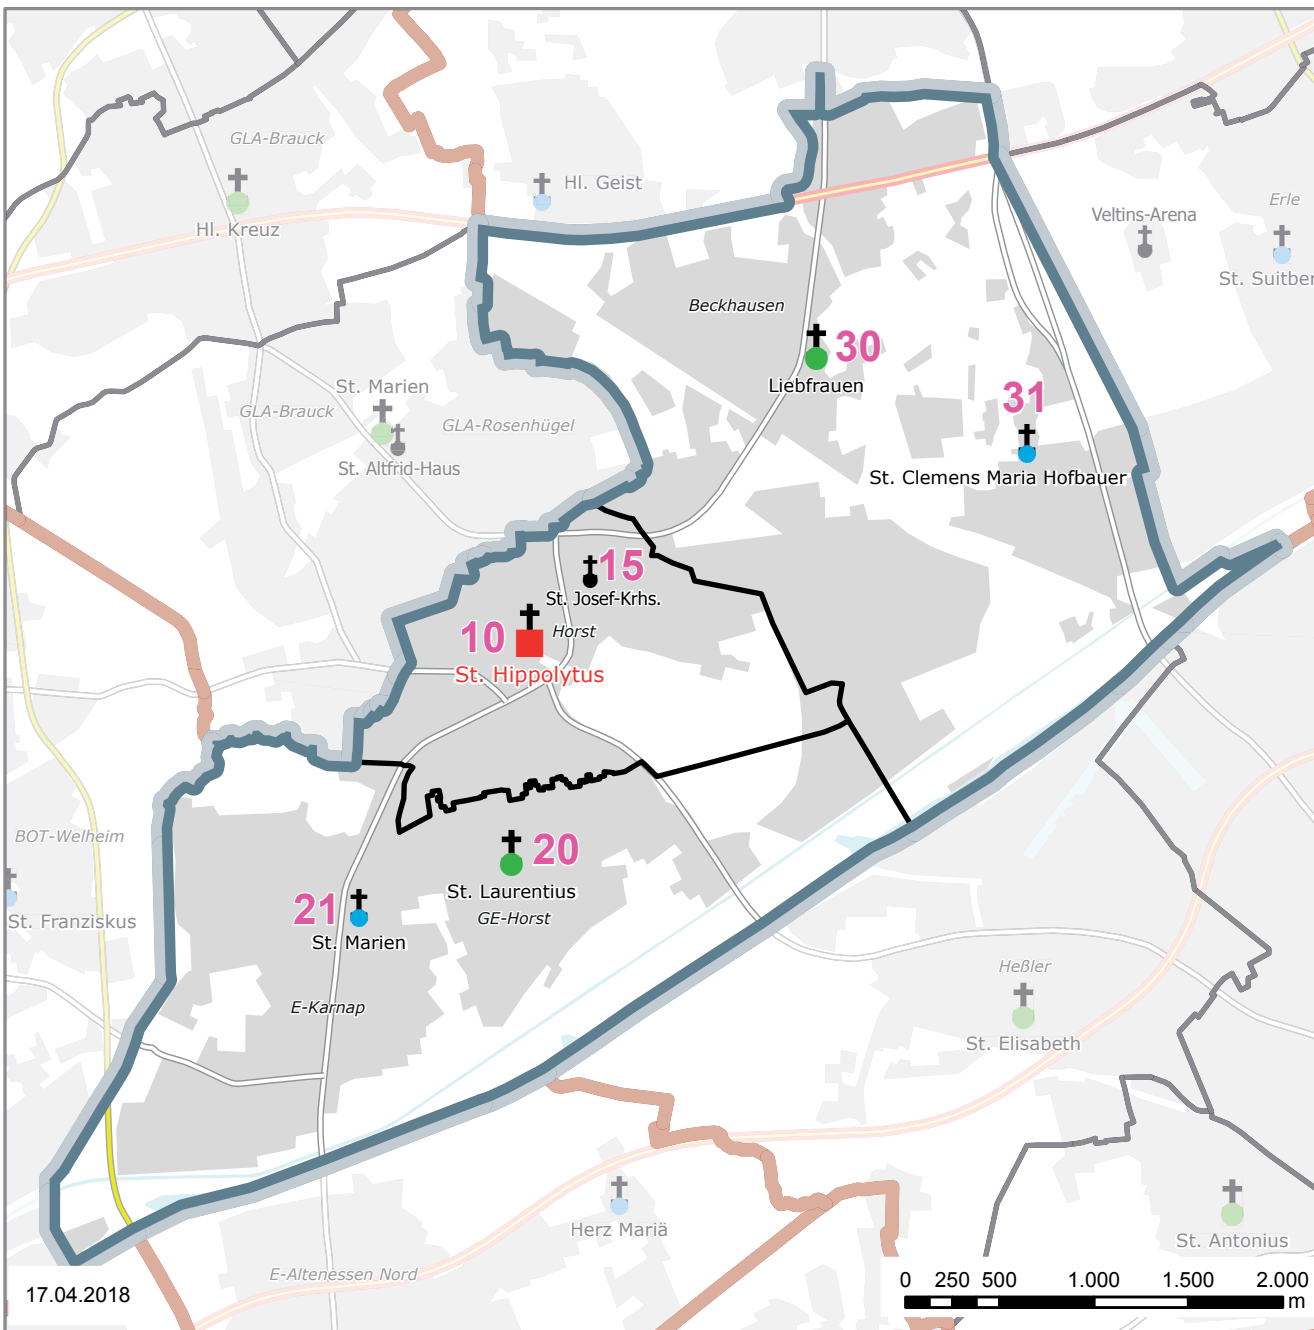 GLA-Brauck
Hl. Kreuz
Hl. Geist
Veltins-Arena
Erle
St. Suitber
Beckhausen
30
Liebfrauen
31
St. Clemens Maria Hofbauer
St. Marien
GLA-Brauck
GLA-Rosenhügel
St. Altfrid-Haus
15
St. Josef-Krhs.
10
Horst
St. Hippolytus
BOT-Welheim
St. Franziskus
20
St. Laurentius
GE-Horst
21
St. Marien
E-Karnap
Heßler
St. Elisabeth
Herz Mariä
St. Antonius
E-Altenessen Nord
17.04.2018
0 250 500 1.000 1.500 2.000
m